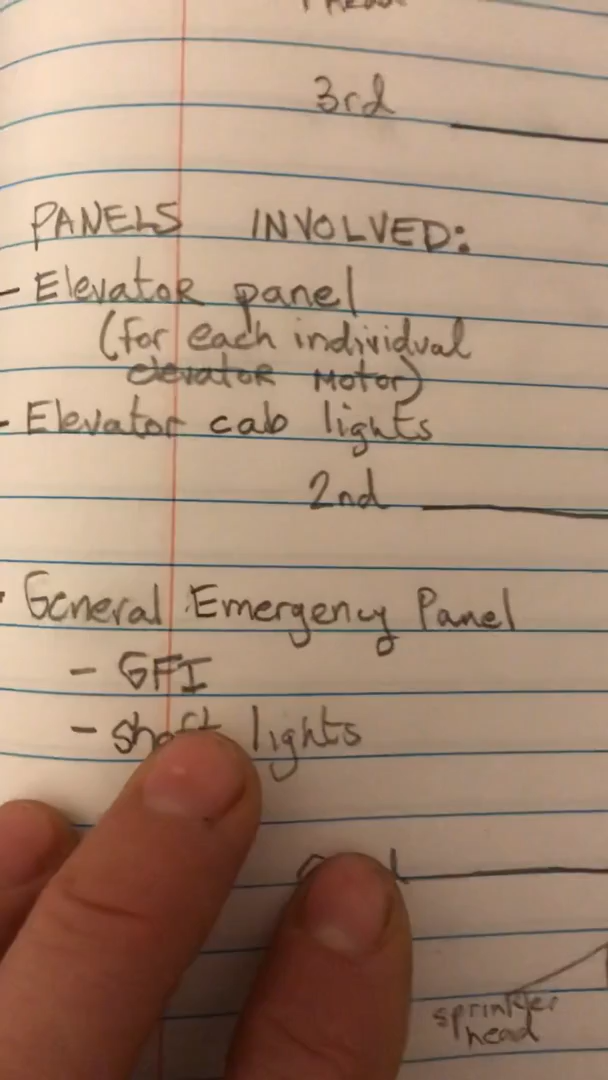 3rd
PANELS INVOLVED:
- Elevator panel
(for each individual
elevator motor)
- Elevator cab lights
2nd
General Emergency Panel
- GFI
- shaft lights
sprinkler
head